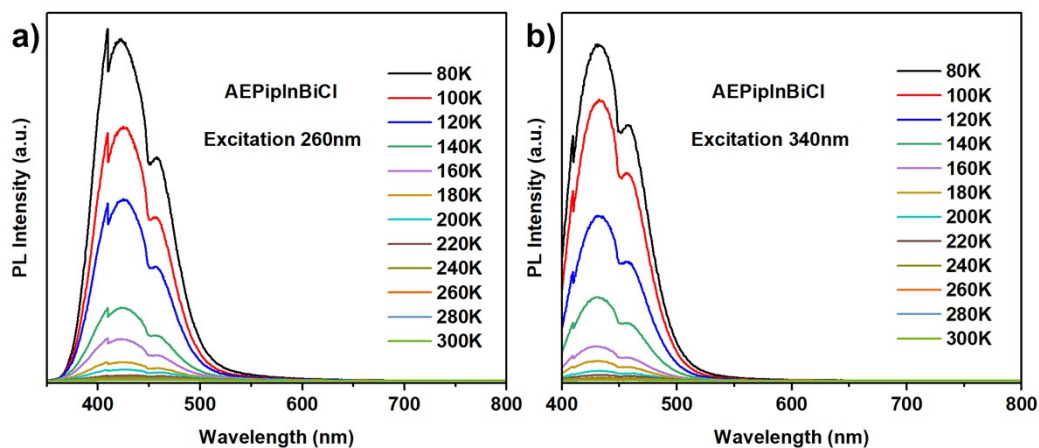 a)
PL Intensity (a.u.)
AEPipInBiCl
Excitation 260nm
80K
100K
120K
140K
160K
180K
200K
220K
240K
260K
280K
300K
400 500 600 700 800
Wavelength (nm)
b)
PL Intensity (a.u.)
AEPipInBiCl
Excitation 340nm
80K
100K
120K
140K
160K
180K
200K
220K
240K
260K
280K
300K
400 500 600 700 800
Wavelength (nm)